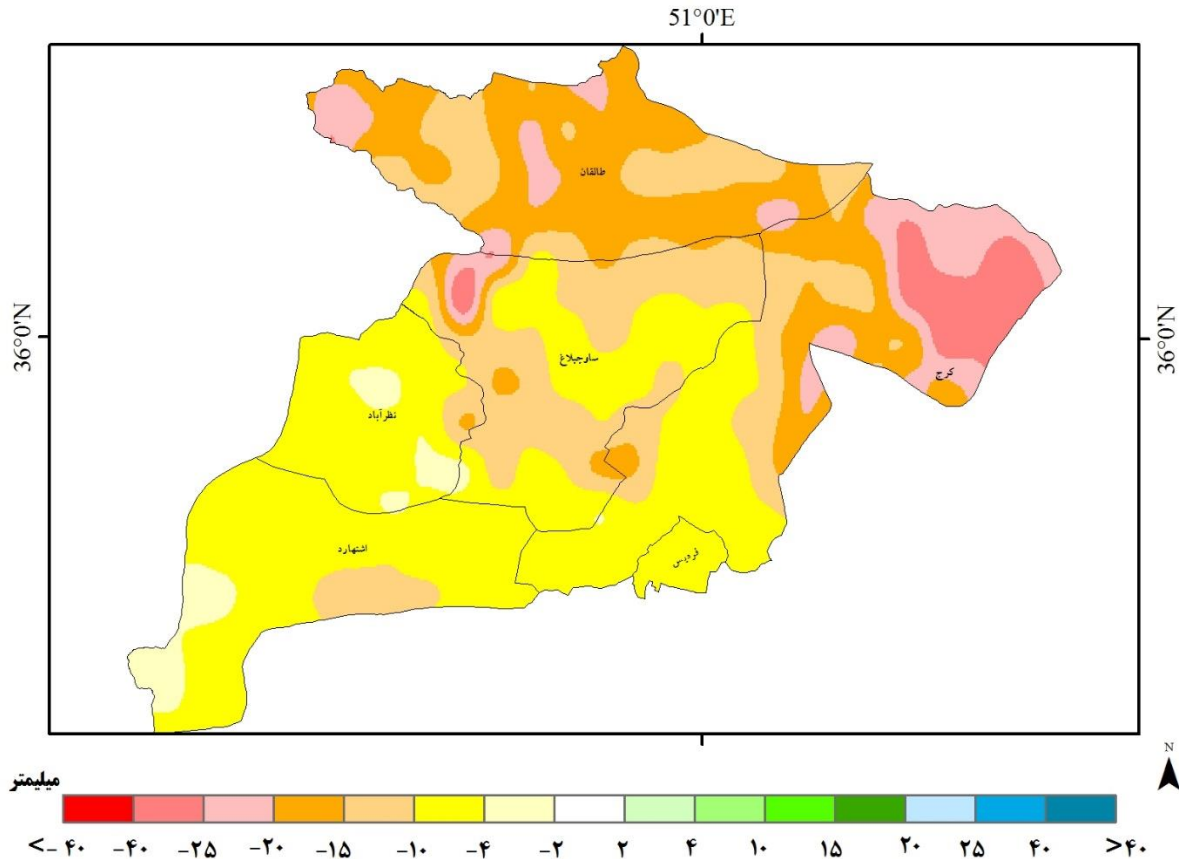 51°0'E
36°0'N
36°0'N
طالقان
ساوجبلاغ
کرج
نظرآباد
اشتهارد
فردیس
N
میلیمتر
<-۴۰ -۴۰ -۲۵ -۲۰ -۱۵ -۱۰ -۴ -۲ ۲ ۴ ۱۰ ۱۵ ۲۰ ۲۵ ۴۰ >۴۰